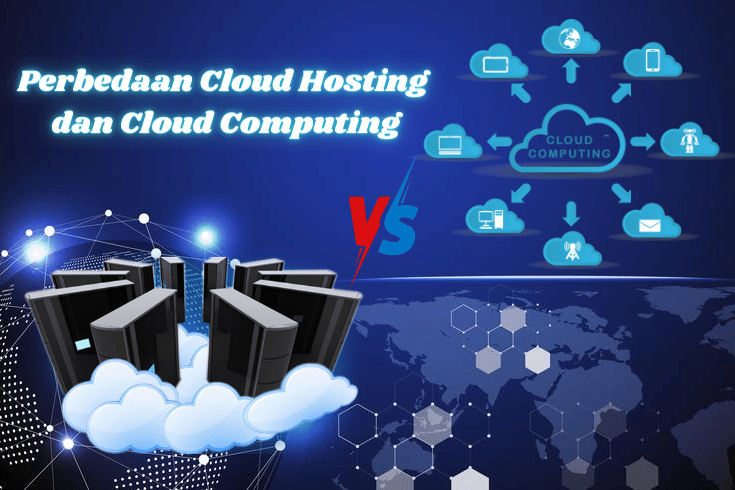 Perbedaan Cloud Hosting
dan Cloud Computing
CLOUD
COMPUTING
VS